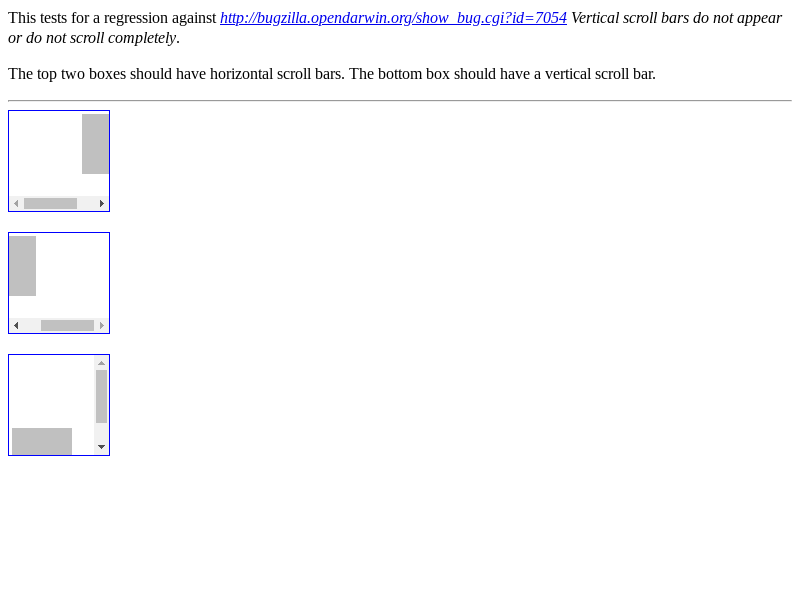 This tests for a regression against http://bugzilla.opendarwin.org/show_bug.cgi?id=7054 Vertical scroll bars do not appear
or do not scroll completely.
The top two boxes should have horizontal scroll bars. The bottom box should have a vertical scroll bar.